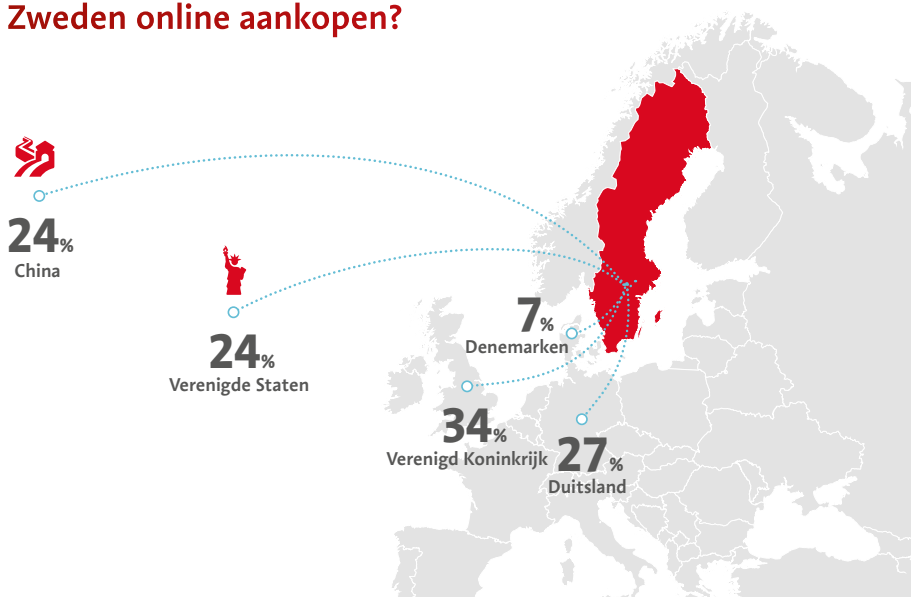 Zweden online aankopen?
24%
China
24%
Verenigde Staten
7%
Denemarken
34%
Verenigd Koninkrijk
27%
Duitsland